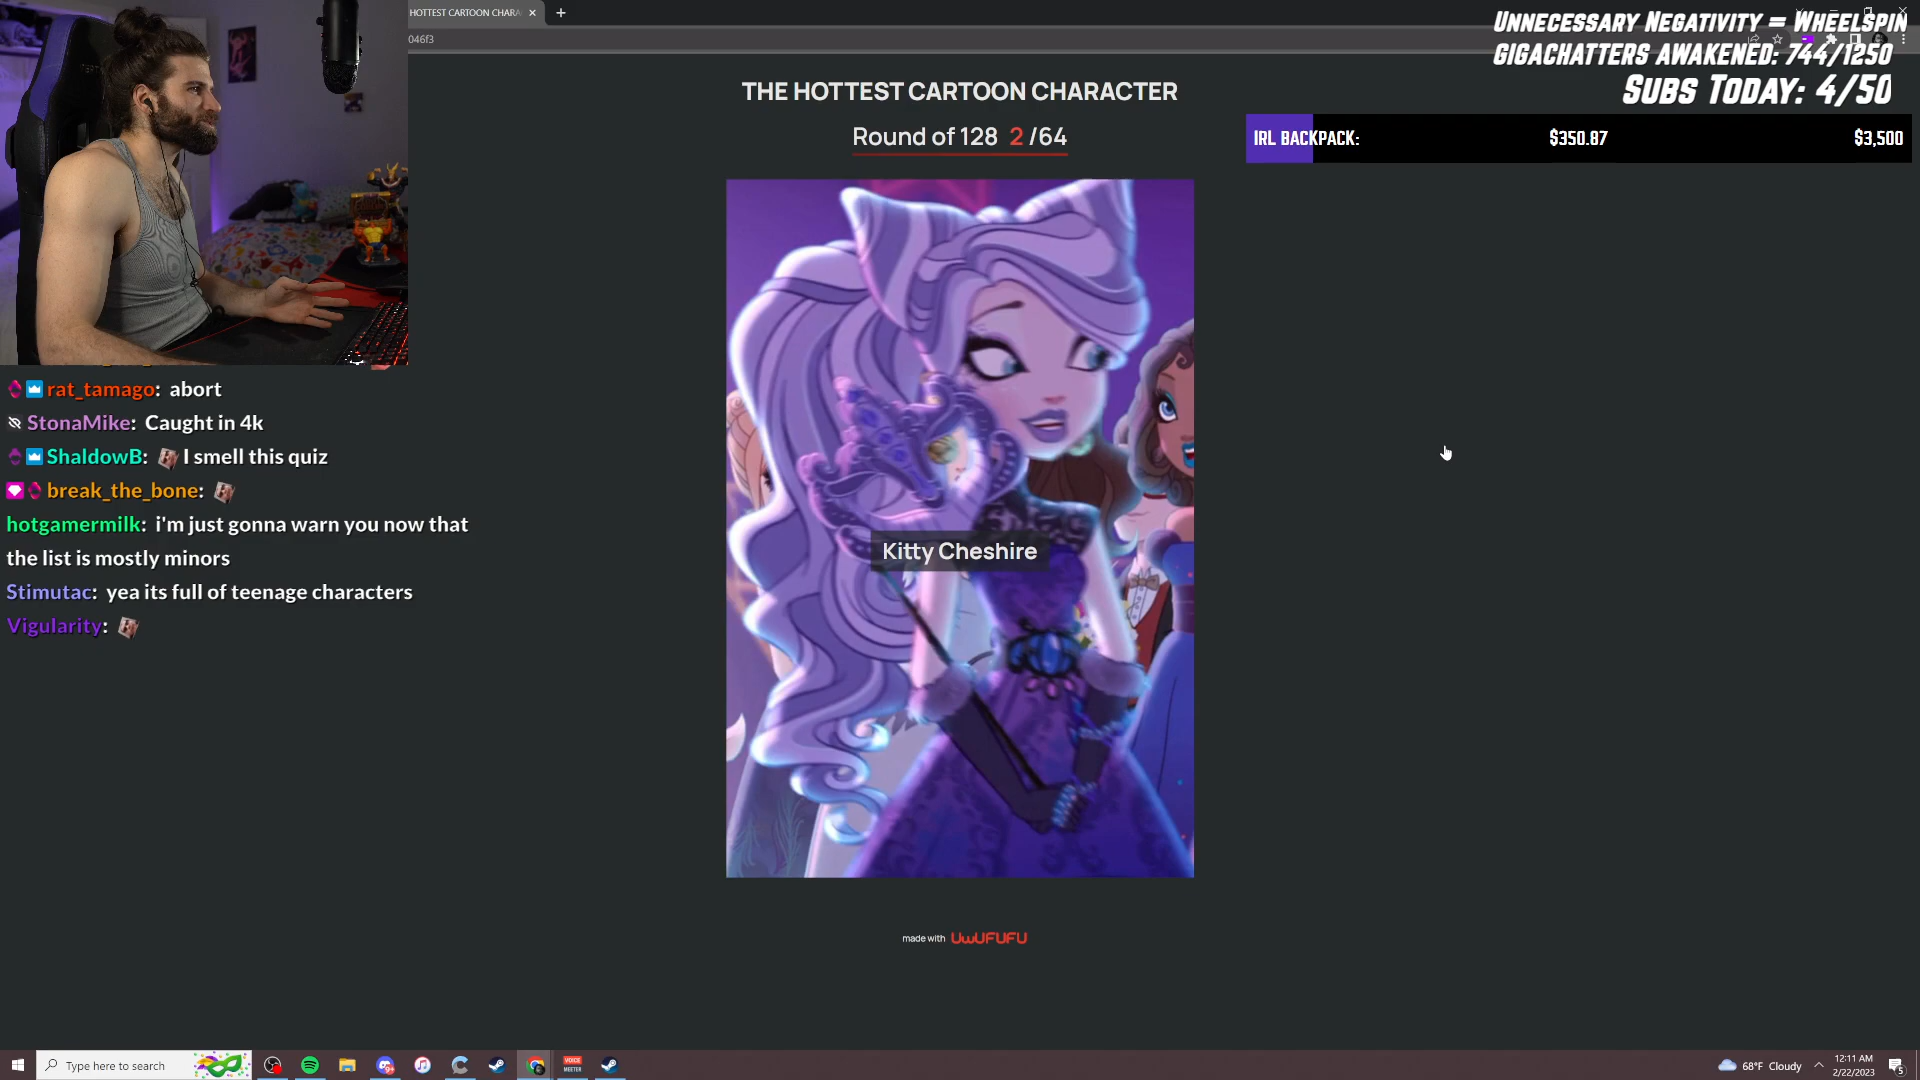 HOTTEST CARTOON CHARA
046f3
UNNECESSARY NEGATIVITY = WHEELSPIN
GIGACHATTERS AWAKENED: 744/1250
SUBS TODAY: 4/50
IRL BACKPACK: $350.87 $3,500
THE HOTTEST CARTOON CHARACTER
Round of 128 2 /64
Kitty Cheshire
rat_tamago: abort
StonaMike: Caught in 4k
ShaldowB: I smell this quiz
break_the_bone:
hotgamermilk: i'm just gonna warn you now that
the list is mostly minors
Stimutac: yea its full of teenage characters
Vigularity:
made with UwUFUFU
Type here to search
VOICE
MEETER
68°F Cloudy
12:11 AM
2/22/2023
5